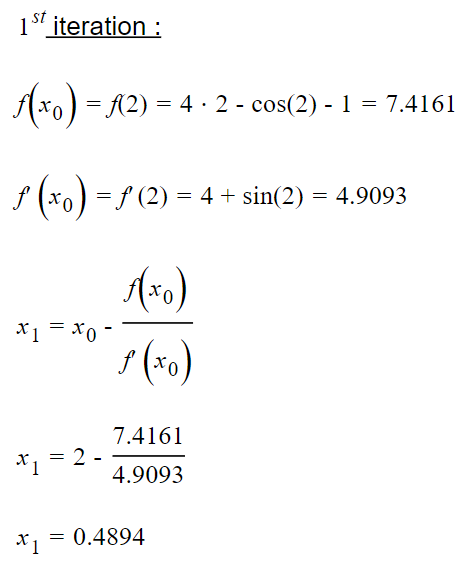 1st iteration :
f(x0) = f(2) = 4 · 2 - cos(2) - 1 = 7.4161
f′(x0) = f′(2) = 4 + sin(2) = 4.9093
x1 = x0 - f(x0) / f′(x0)
x1 = 2 - 7.4161 / 4.9093
x1 = 0.4894